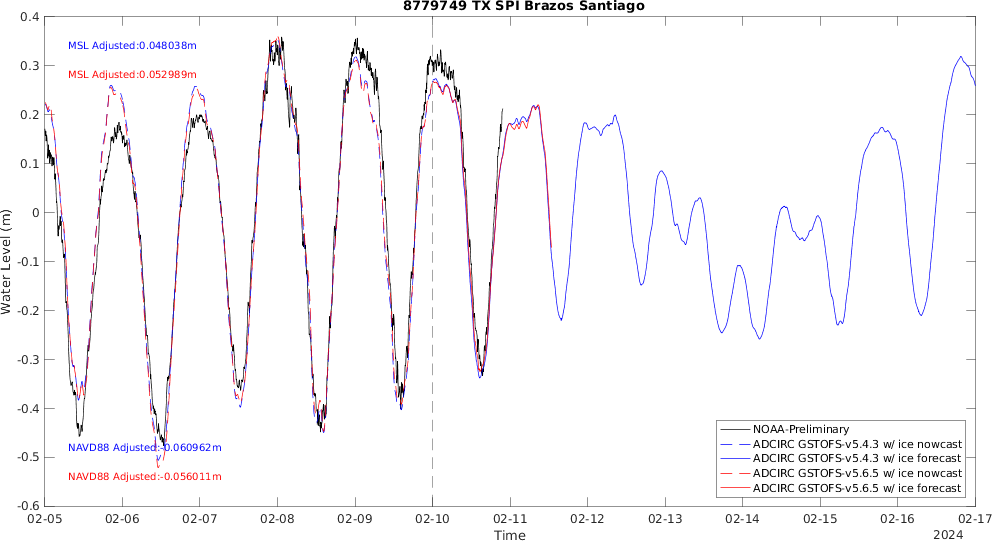 8779749 TX SPI Brazos Santiago
0.4
0.3
0.2
0.1
0
-0.1
-0.2
-0.3
-0.4
-0.5
-0.6
Water Level (m)
MSL Adjusted:0.048038m
MSL Adjusted:0.052989m
NAVD88 Adjusted:-0.060962m
NAVD88 Adjusted:-0.056011m
NOAA-Preliminary
ADCIRC GSTOFS-v5.4.3 w/ ice nowcast
ADCIRC GSTOFS-v5.4.3 w/ ice forecast
ADCIRC GSTOFS-v5.6.5 w/ ice nowcast
ADCIRC GSTOFS-v5.6.5 w/ ice forecast
02-05 02-06 02-07 02-08 02-09 02-10 02-11 02-12 02-13 02-14 02-15 02-16 02-17
Time
2024